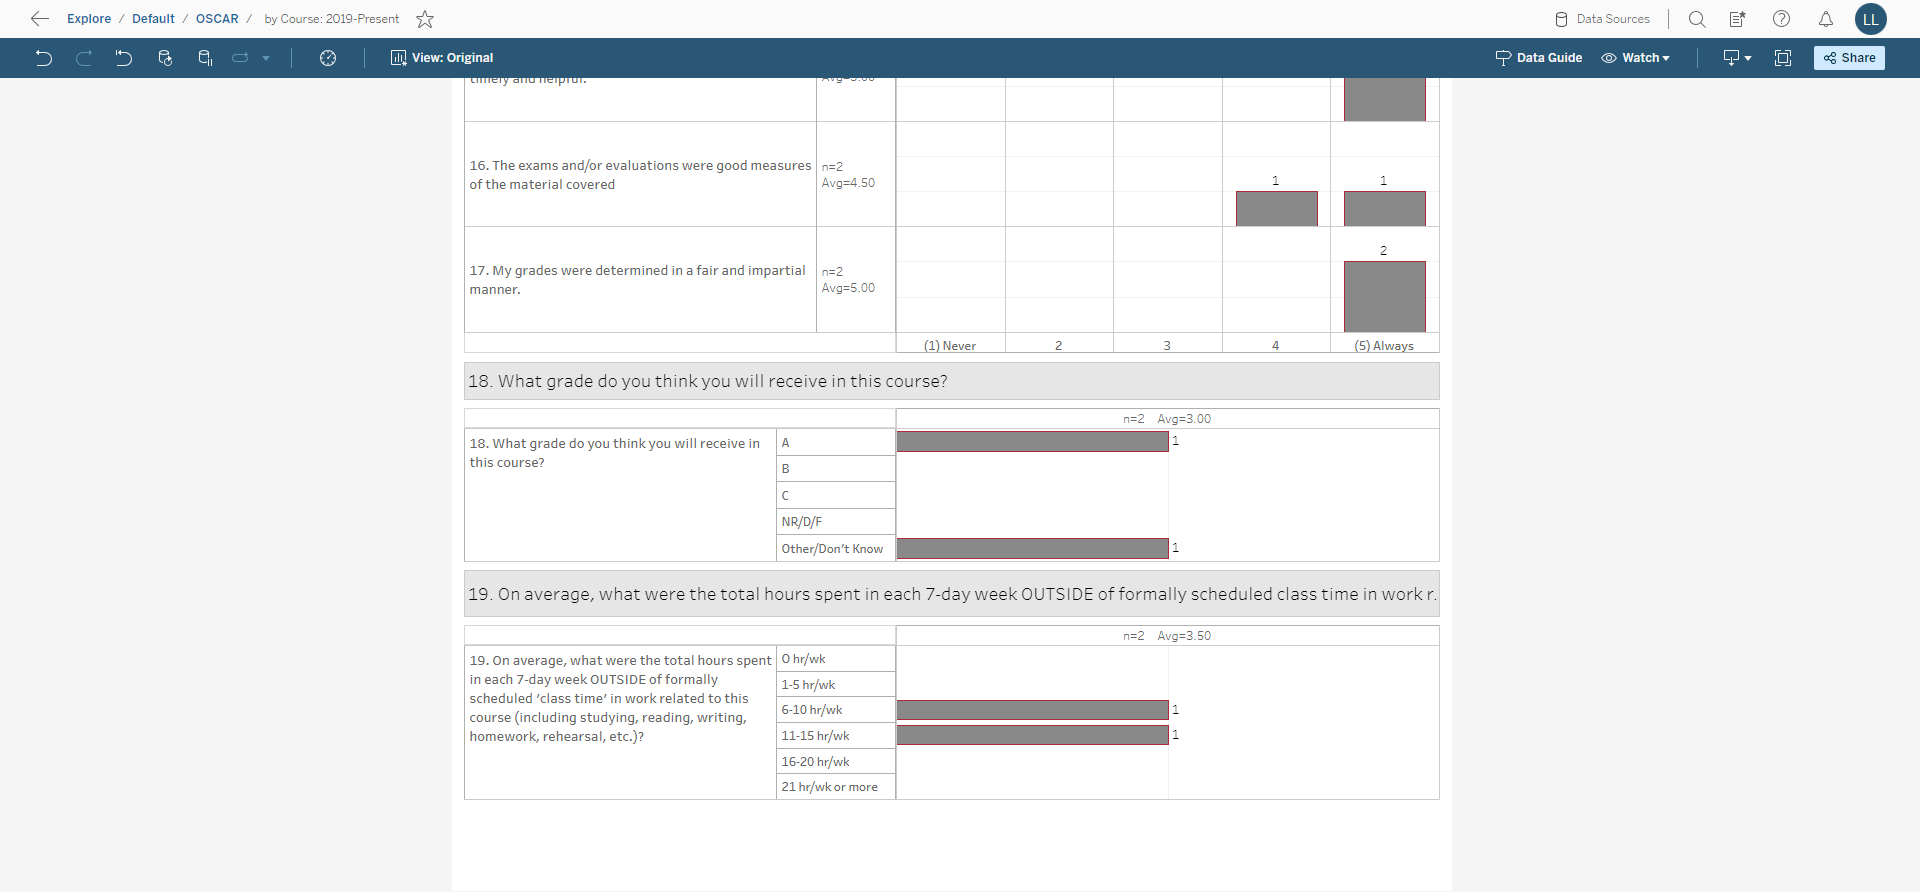 Explore / Default / OSCAR / by Course: 2019-Present
Data Sources
LL
View: Original
Data Guide
Watch
Share
timely and helpful.
Avg=5.00
16. The exams and/or evaluations were good measures
of the material covered
n=2
Avg=4.50
1
1
17. My grades were determined in a fair and impartial
manner.
n=2
Avg=5.00
2
(1) Never
2
3
4
(5) Always
18. What grade do you think you will receive in this course?
n=2 Avg=3.00
18. What grade do you think you will receive in
this course?
A
1
B
C
NR/D/F
Other/Don't Know
1
19. On average, what were the total hours spent in each 7-day week OUTSIDE of formally scheduled class time in work r.
n=2 Avg=3.50
19. On average, what were the total hours spent
in each 7-day week OUTSIDE of formally
scheduled 'class time' in work related to this
course (including studying, reading, writing,
homework, rehearsal, etc.)?
0 hr/wk
1-5 hr/wk
6-10 hr/wk
1
11-15 hr/wk
1
16-20 hr/wk
21 hr/wk or more